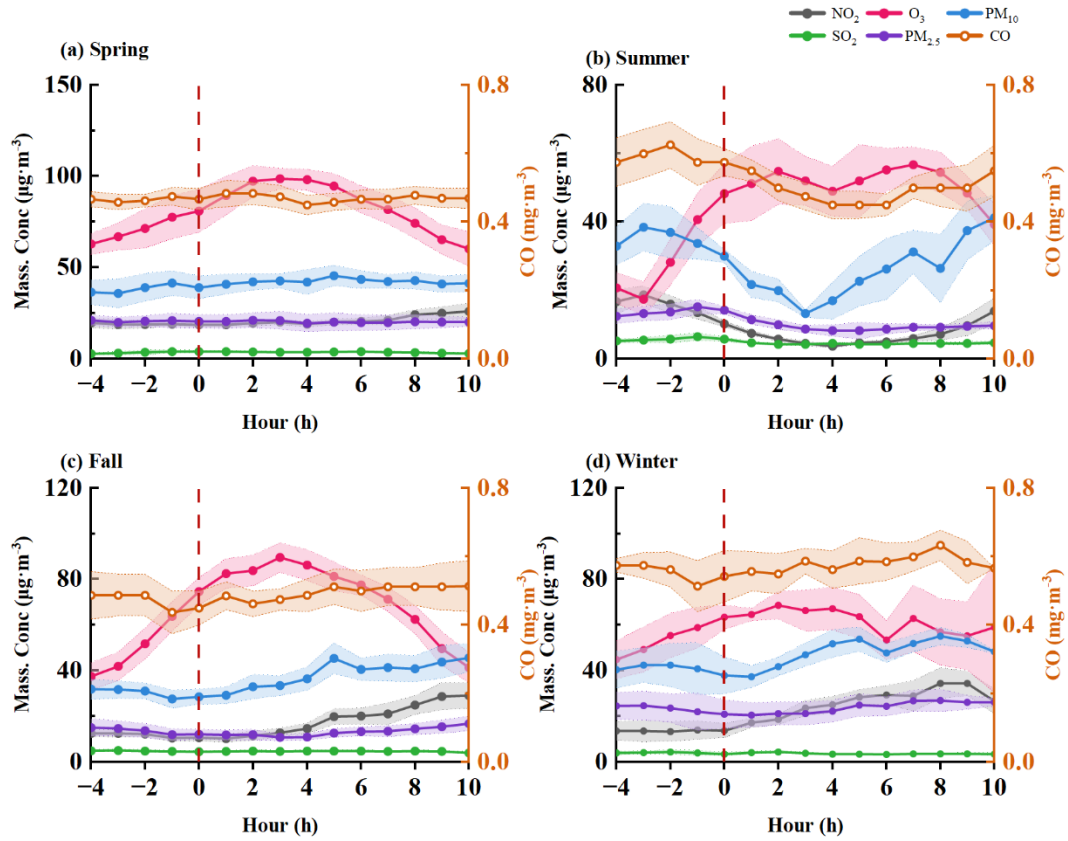 NO₂ O₃ PM₁₀
SO₂ PM₂.₅ CO
(a) Spring
150
100
50
0
Mass. Conc (μg·m⁻³)
0.8
0.4
0.0
CO (mg·m⁻³)
−4 −2 0 2 4 6 8 10
Hour (h)
(b) Summer
80
40
0
Mass. Conc (μg·m⁻³)
0.8
0.4
0.0
CO (mg·m⁻³)
−4 −2 0 2 4 6 8 10
Hour (h)
(c) Fall
120
80
40
0
Mass. Conc (μg·m⁻³)
0.8
0.4
0.0
CO (mg·m⁻³)
−4 −2 0 2 4 6 8 10
Hour (h)
(d) Winter
120
80
40
0
Mass. Conc (μg·m⁻³)
0.8
0.4
0.0
CO (mg·m⁻³)
−4 −2 0 2 4 6 8 10
Hour (h)